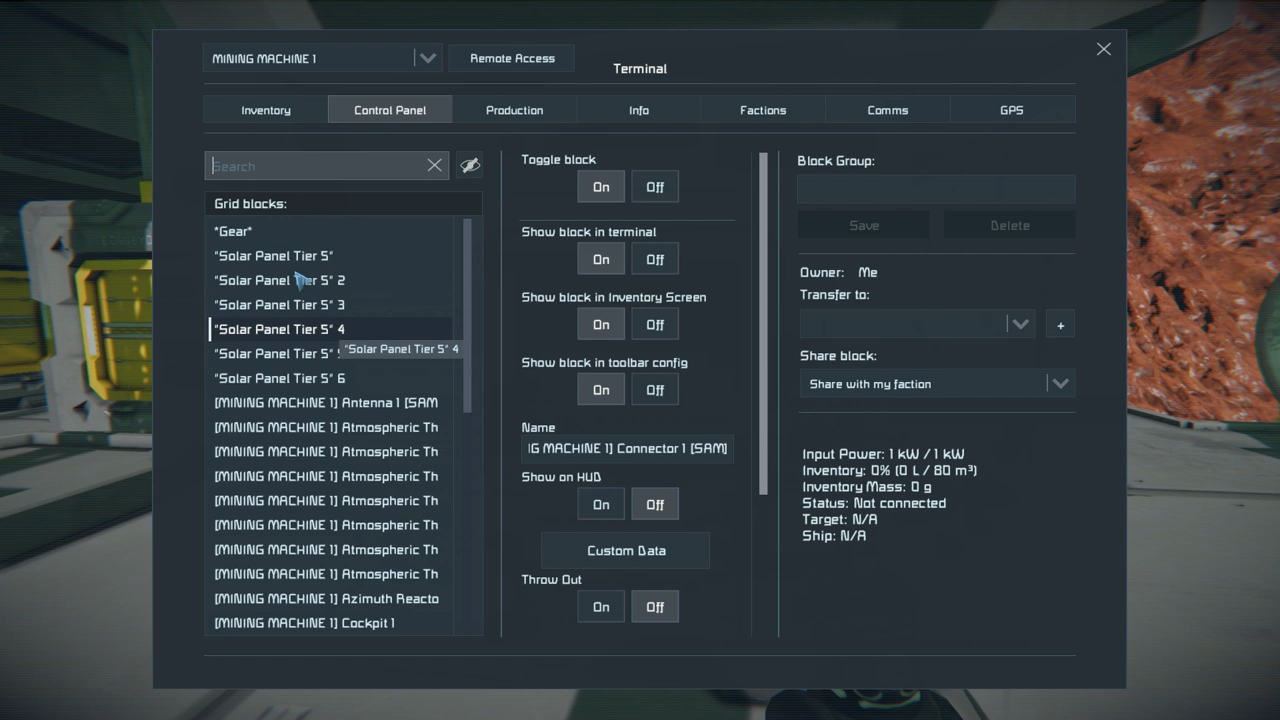 MINING MACHINE 1
Remote Access
Terminal
Inventory
Control Panel
Production
Info
Factions
Comms
GPS
Search
Grid blocks:
*Gear*
"Solar Panel Tier 5"
"Solar Panel Tier 5" 2
"Solar Panel Tier 5" 3
"Solar Panel Tier 5" 4
"Solar Panel Tier 5"
"Solar Panel Tier 5" 4
"Solar Panel Tier 5" 6
[MINING MACHINE 1] Antenna 1 [SAM
[MINING MACHINE 1] Atmospheric Th
[MINING MACHINE 1] Atmospheric Th
[MINING MACHINE 1] Atmospheric Th
[MINING MACHINE 1] Atmospheric Th
[MINING MACHINE 1] Atmospheric Th
[MINING MACHINE 1] Atmospheric Th
[MINING MACHINE 1] Atmospheric Th
[MINING MACHINE 1] Azimuth Reacto
[MINING MACHINE 1] Cockpit 1
Toggle block
On Off
Show block in terminal
On Off
Show block in Inventory Screen
On Off
Show block in toolbar config
On Off
Name
G MACHINE 1] Connector 1 [SAM]
Show on HUD
On Off
Custom Data
Throw Out
On Off
Block Group:
Save Delete
Owner: Me
Transfer to:
+
Share block:
Share with my faction
Input Power: 1 kW / 1 kW
Inventory: 0% (0 L / 80 m³)
Inventory Mass: 0 g
Status: Not connected
Target: N/A
Ship: N/A